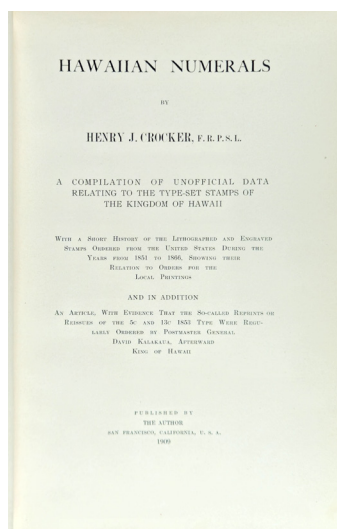 HAWAIIAN NUMERALS
BY
HENRY J. CROCKER, F. R. P. S. L.
A COMPILATION OF UNOFFICIAL DATA
RELATING TO THE TYPE-SET STAMPS OF
THE KINGDOM OF HAWAII
WITH A SHORT HISTORY OF THE LITHOGRAPHED AND ENGRAVED
STAMPS ORDERED FROM THE UNITED STATES DURING THE
YEARS FROM 1851 TO 1866, SHOWING THEIR
RELATION TO ORDERS FOR THE
LOCAL PRINTINGS
AND IN ADDITION
AN ARTICLE, WITH EVIDENCE THAT THE SO-CALLED REPRINTS OR
REISSUES OF THE 5C AND 13C 1853 TYPE WERE REGU-
LARLY ORDERED BY POSTMASTER GENERAL
DAVID KALAKAUA, AFTERWARD
KING OF HAWAII
PUBLISHED BY
THE AUTHOR
SAN FRANCISCO, CALIFORNIA, U. S. A.
1909